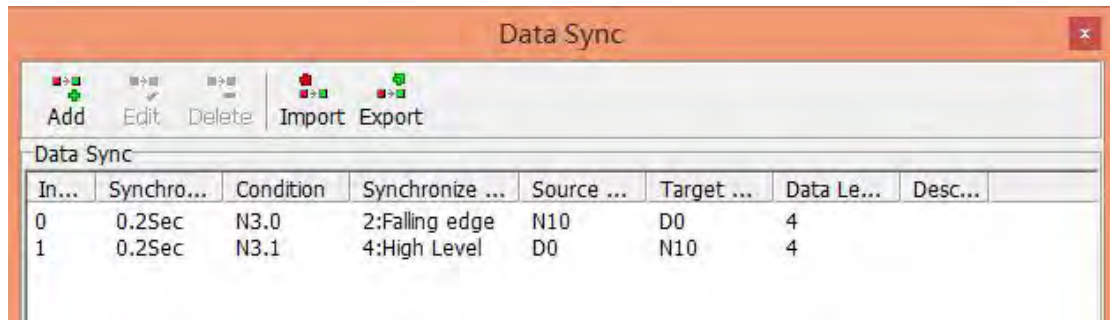 Data Sync
Add Edit Delete Import Export
Data Sync
In... Synchro... Condition Synchronize ... Source ... Target ... Data Le... Desc...
0 0.2Sec N3.0 2:Falling edge N10 D0 4
1 0.2Sec N3.1 4:High Level D0 N10 4